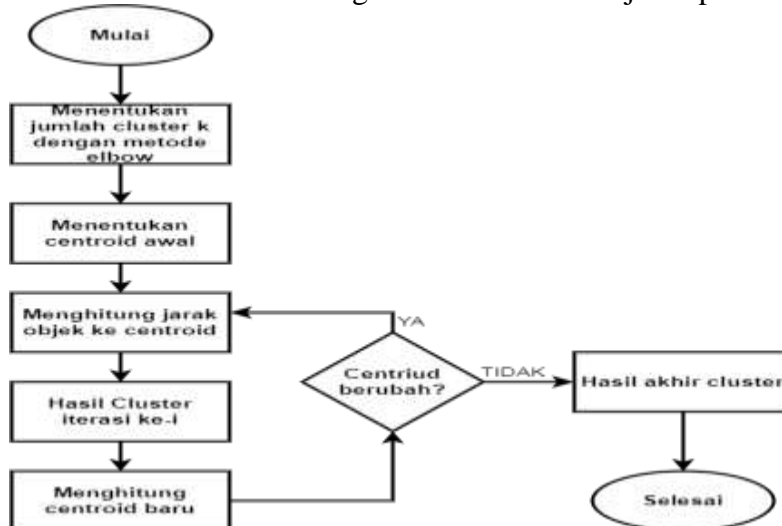 Mulai
Menentukan
jumlah cluster k
dengan metode
elbow
Menentukan
centroid awal
Menghitung jarak
objek ke centroid
Hasil Cluster
iterasi ke-i
Menghitung
centroid baru
YA
Centriud
berubah?
TIDAK
Hasil akhir cluster
Selesai